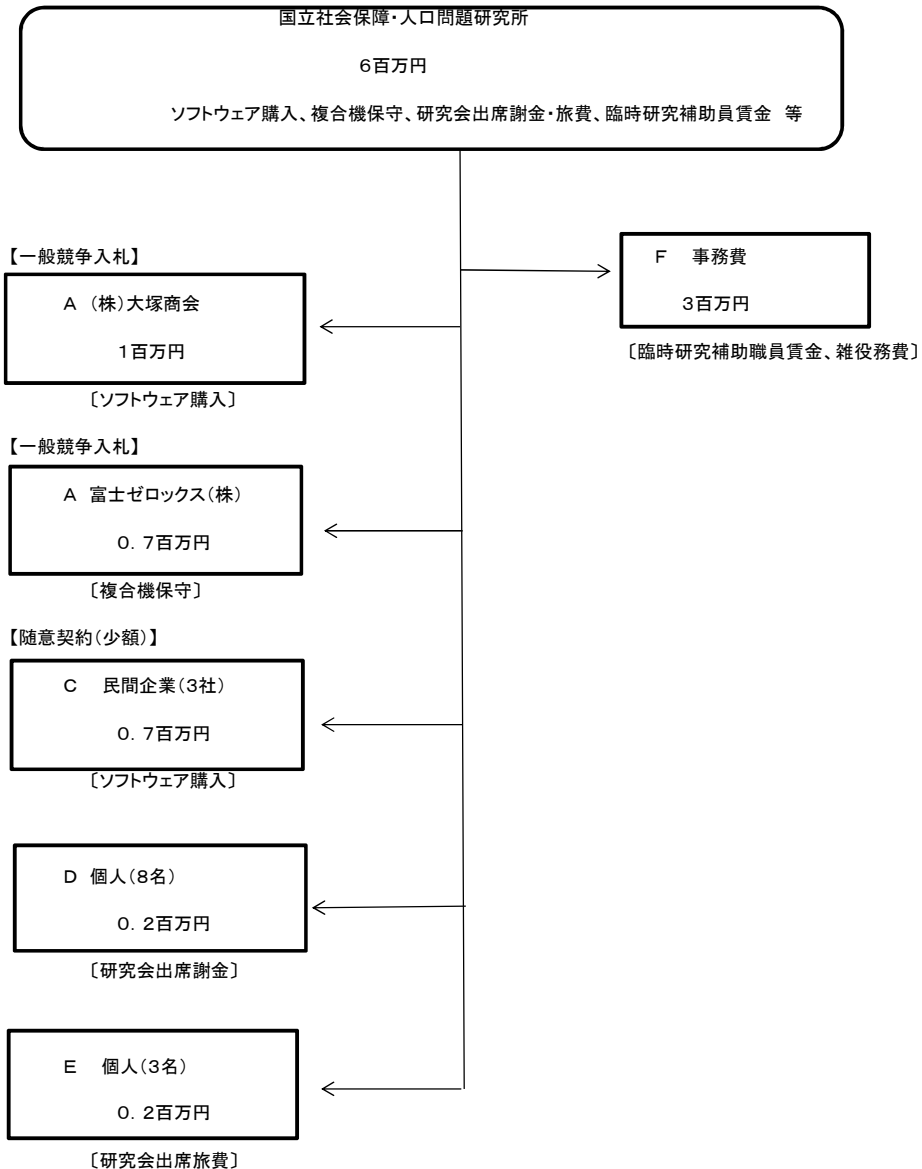 国立社会保障・人口問題研究所
6百万円
ソフトウェア購入、複合機保守、研究会出席謝金・旅費、臨時研究補助員賃金 等
【一般競争入札】
A (株)大塚商会
1百万円
〔ソフトウェア購入〕
F 事務費
3百万円
〔臨時研究補助職員賃金、雑役務費〕
【一般競争入札】
A 富士ゼロックス(株)
0.7百万円
〔複合機保守〕
【随意契約(少額)】
C 民間企業(3社)
0.7百万円
〔ソフトウェア購入〕
D 個人(8名)
0.2百万円
〔研究会出席謝金〕
E 個人(3名)
0.2百万円
〔研究会出席旅費〕